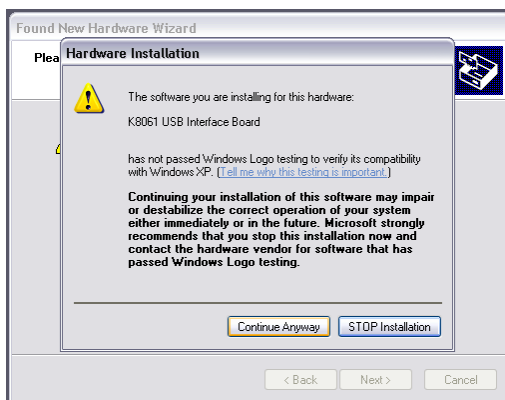 Found New Hardware Wizard
Plea
Hardware Installation
The software you are installing for this hardware:
K8061 USB Interface Board
has not passed Windows Logo testing to verify its compatibility
with Windows XP. (Tell me why this testing is important.)
Continuing your installation of this software may impair
or destabilize the correct operation of your system
either immediately or in the future. Microsoft strongly
recommends that you stop this installation now and
contact the hardware vendor for software that has
passed Windows Logo testing.
Continue Anyway STOP Installation
< Back Next > Cancel